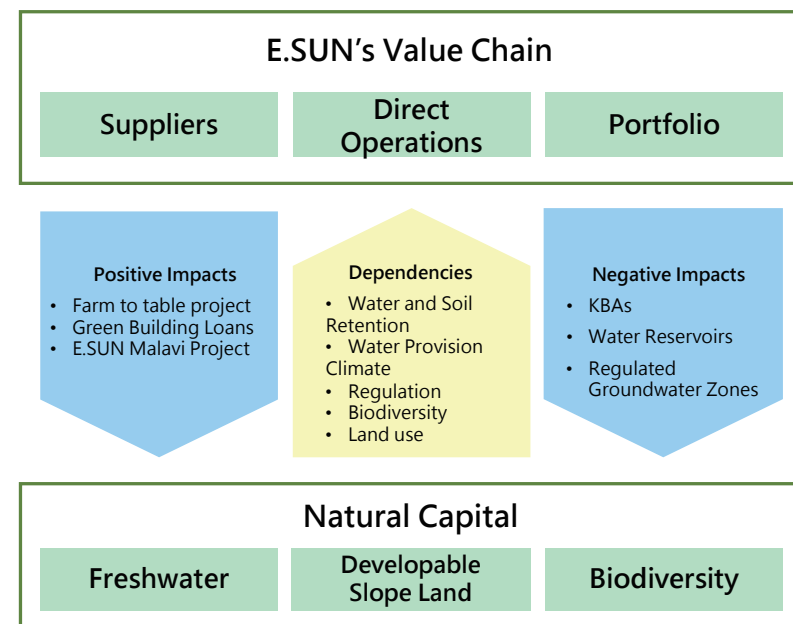 E.SUN's Value Chain
Suppliers
Direct
Operations
Portfolio
Positive Impacts
• Farm to table project
• Green Building Loans
• E.SUN Malavi Project
Dependencies
• Water and Soil
Retention
• Water Provision
Climate
• Regulation
• Biodiversity
• Land use
Negative Impacts
• KBAs
• Water Reservoirs
• Regulated
Groundwater Zones
Natural Capital
Freshwater
Developable
Slope Land
Biodiversity